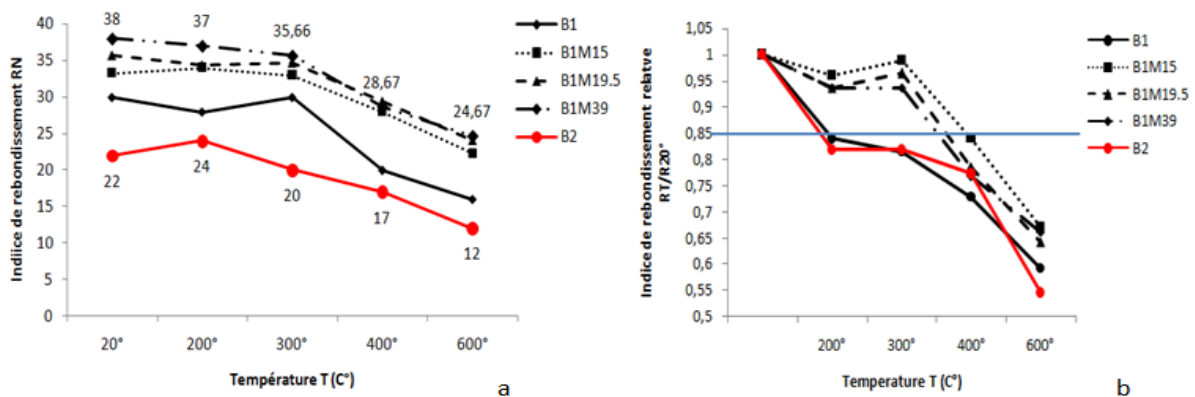 Indiice de rebondissement RN
40
35
30
25
20
15
10
5
0
38
37
35,66
28,67
24,67
22
24
20
17
12
20°
200°
300°
400°
600°
Température T (C°)
B1
B1M15
B1M19.5
B1M39
B2
a
Indice de rebondissement relative
RT/R20°
1,05
1
0,95
0,9
0,85
0,8
0,75
0,7
0,65
0,6
0,55
0,5
200°
300°
400°
600°
Temperature T (C°)
B1
B1M15
B1M19.5
B1M39
B2
b